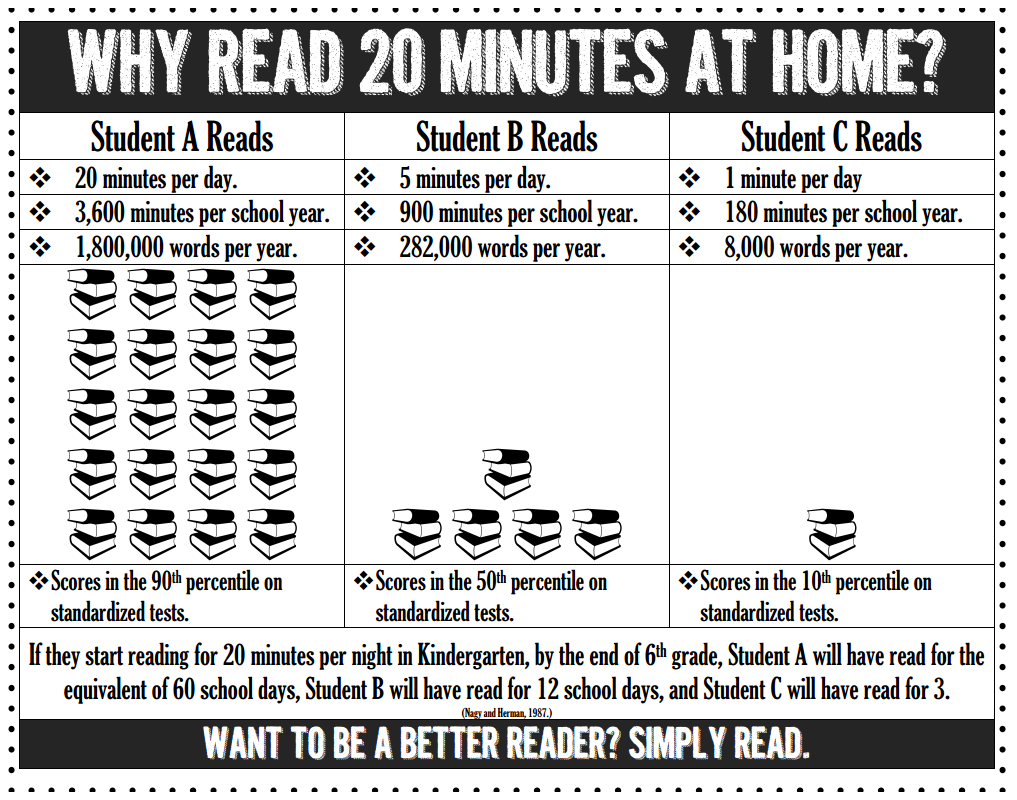 WHY READ 20 MINUTES AT HOME?
Student A Reads
Student B Reads
Student C Reads
❖ 20 minutes per day.
❖ 5 minutes per day.
❖ 1 minute per day
❖ 3,600 minutes per school year.
❖ 900 minutes per school year.
❖ 180 minutes per school year.
❖ 1,800,000 words per year.
❖ 282,000 words per year.
❖ 8,000 words per year.
❖ Scores in the 90th percentile on
standardized tests.
❖ Scores in the 50th percentile on
standardized tests.
❖ Scores in the 10th percentile on
standardized tests.
If they start reading for 20 minutes per night in Kindergarten, by the end of 6th grade, Student A will have read for the
equivalent of 60 school days, Student B will have read for 12 school days, and Student C will have read for 3.
(Nagy and Herman, 1987.)
WANT TO BE A BETTER READER? SIMPLY READ.